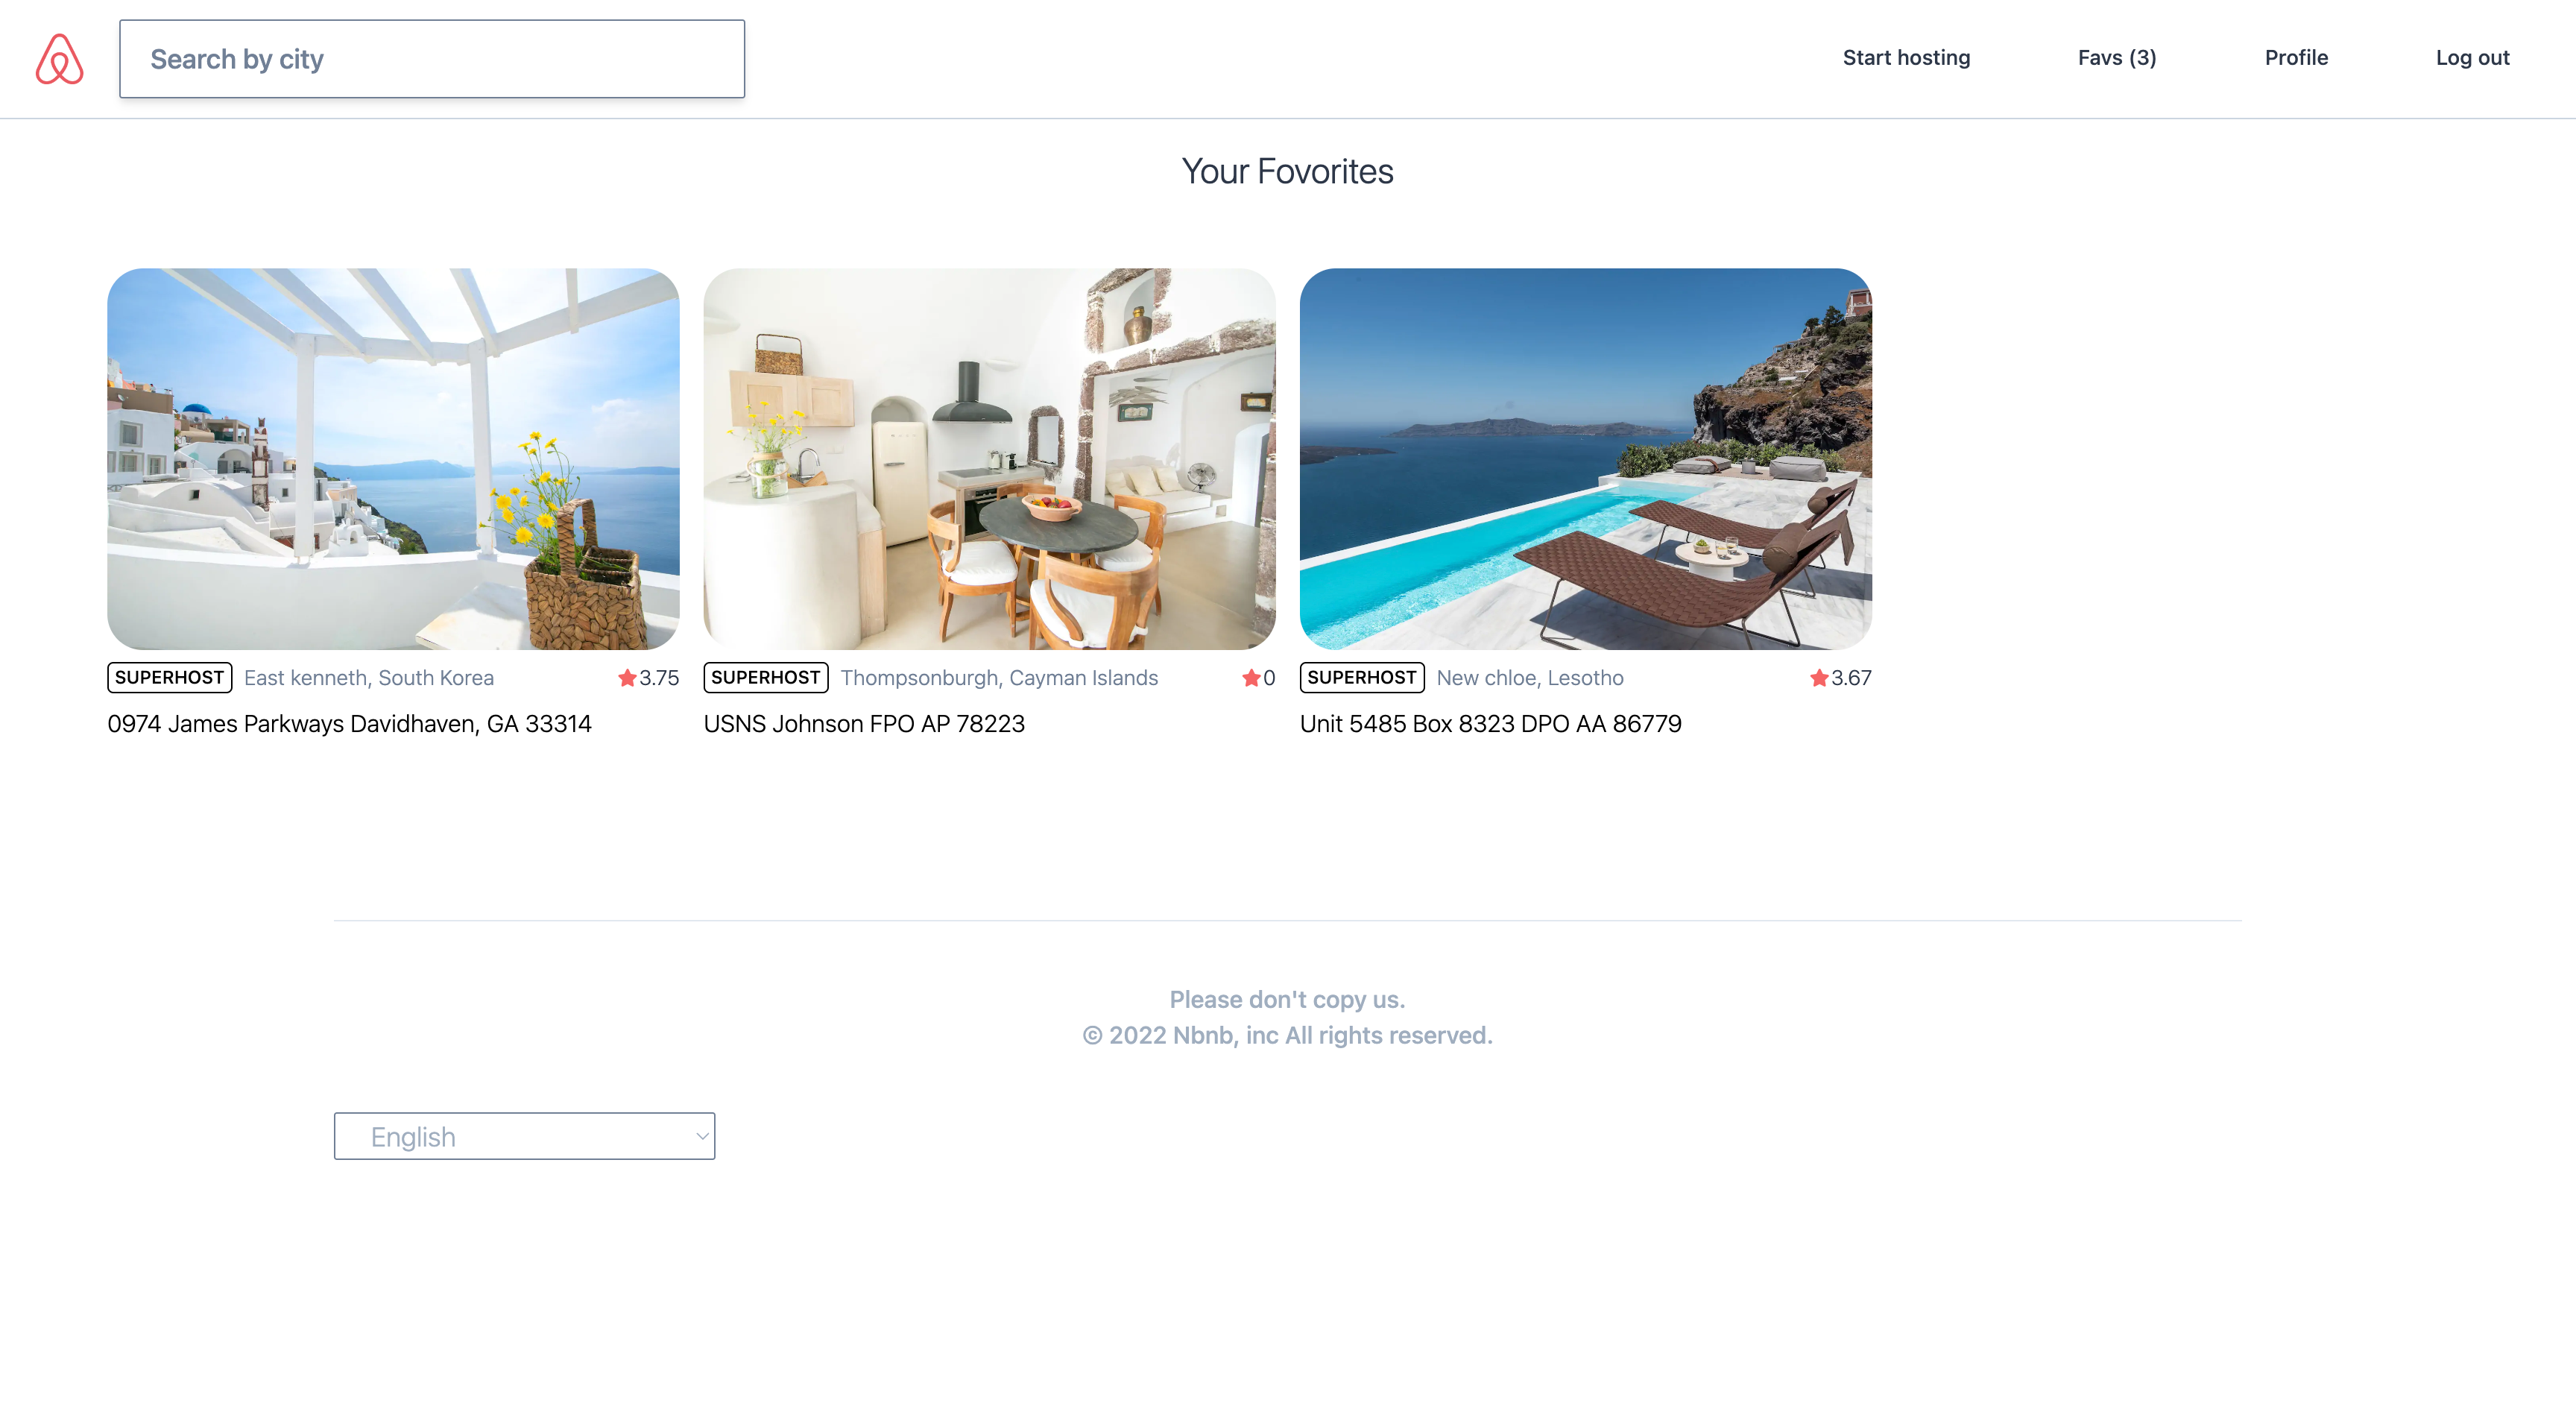 Search by city
Start hosting
Favs (3)
Profile
Log out
Your Fovorites
SUPERHOST East kenneth, South Korea 3.75
0974 James Parkways Davidhaven, GA 33314
SUPERHOST Thompsonburgh, Cayman Islands 0
USNS Johnson FPO AP 78223
SUPERHOST New chloe, Lesotho 3.67
Unit 5485 Box 8323 DPO AA 86779
Please don't copy us.
© 2022 Nbnb, inc All rights reserved.
English